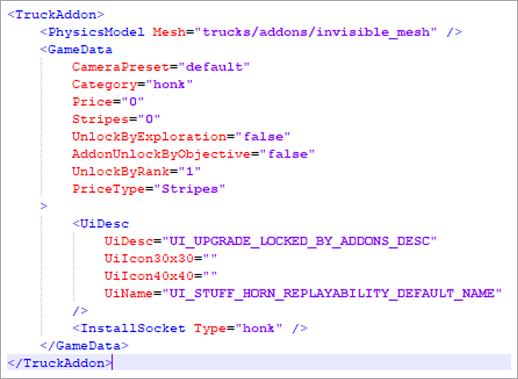 <TruckAddon>
    <PhysicsModel Mesh="trucks/addons/invisible_mesh" />
    <GameData
        CameraPreset="default"
        Category="honk"
        Price="0"
        Stripes="0"
        UnlockByExploration="false"
        AddonUnlockByObjective="false"
        UnlockByRank="1"
        PriceType="Stripes"
    >
        <UiDesc
            UiDesc="UI_UPGRADE_LOCKED_BY_ADDONS_DESC"
            UiIcon30x30=""
            UiIcon40x40=""
            UiName="UI_STUFF_HORN_REPLAYABILITY_DEFAULT_NAME"
        />
        <InstallSocket Type="honk" />
    </GameData>
</TruckAddon>